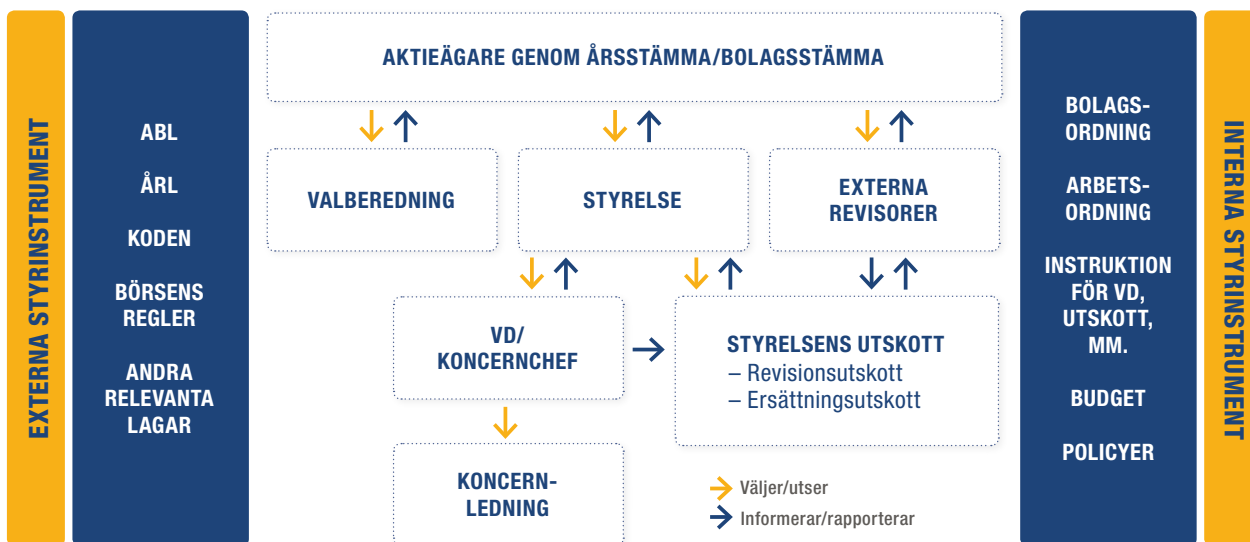 EXTERNA STYRINSTRUMENT
ABL
ÅRL
KODEN
BÖRSENS
REGLER
ANDRA
RELEVANTA
LAGAR
AKTIEÄGARE GENOM ÅRSSTÄMMA/BOLAGSSTÄMMA
VALBEREDNING
STYRELSE
EXTERNA
REVISORER
VD/
KONCERNCHEF
STYRELSENS UTSKOTT
– Revisionsutskott
– Ersättningsutskott
KONCERN-
LEDNING
Väljer/utser
Informerar/rapporterar
BOLAGS-
ORDNING
ARBETS-
ORDNING
INSTRUKTION
FÖR VD,
UTSKOTT,
MM.
BUDGET
POLICYER
INTERNA STYRINSTRUMENT